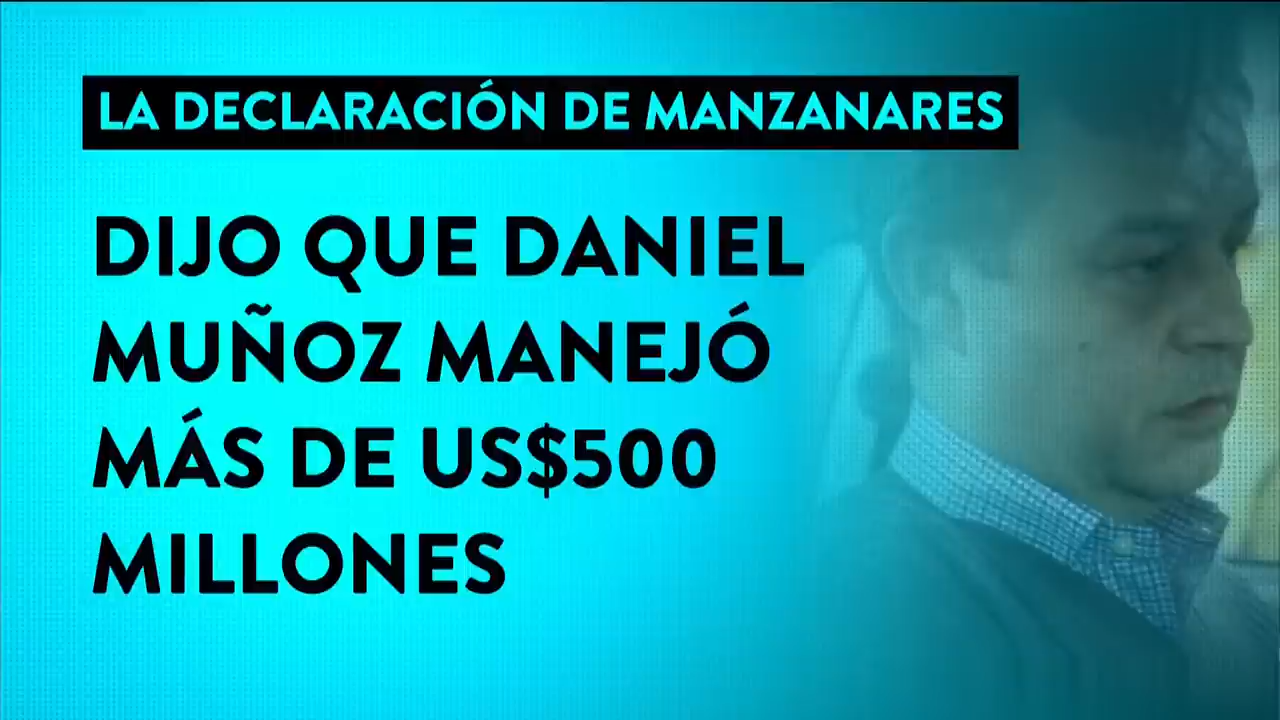 LA DECLARACIÓN DE MANZANARES
DIJO QUE DANIEL
MUÑOZ MANEJÓ
MÁS DE US$500
MILLONES